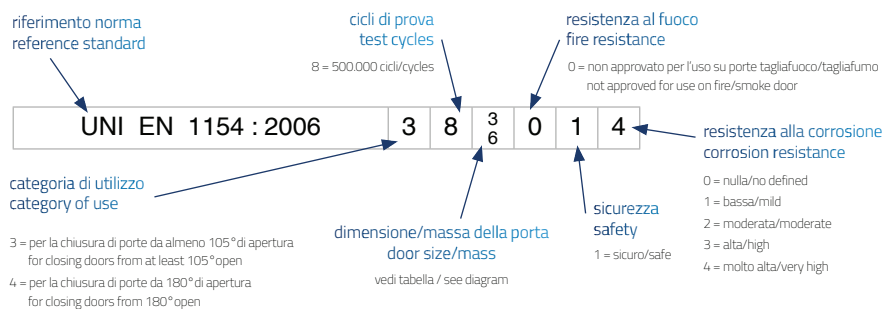 riferimento norma
reference standard
cicli di prova
test cycles
8 = 500.000 cicli/cycles
resistenza al fuoco
fire resistance
0 = non approvato per l'uso su porte tagliafuoco/tagliafumo
not approved for use on fire/smoke door
UNI EN 1154 : 2006 3 8 3 6 0 1 4
categoria di utilizzo
category of use
3 = per la chiusura di porte da almeno 105° di apertura
for closing doors from at least 105° open
4 = per la chiusura di porte da 180° di apertura
for closing doors from 180° open
dimensione/massa della porta
door size/mass
vedi tabella / see diagram
sicurezza
safety
1 = sicuro/safe
resistenza alla corrosione
corrosion resistance
0 = nulla/no defined
1 = bassa/mild
2 = moderata/moderate
3 = alta/high
4 = molto alta/very high